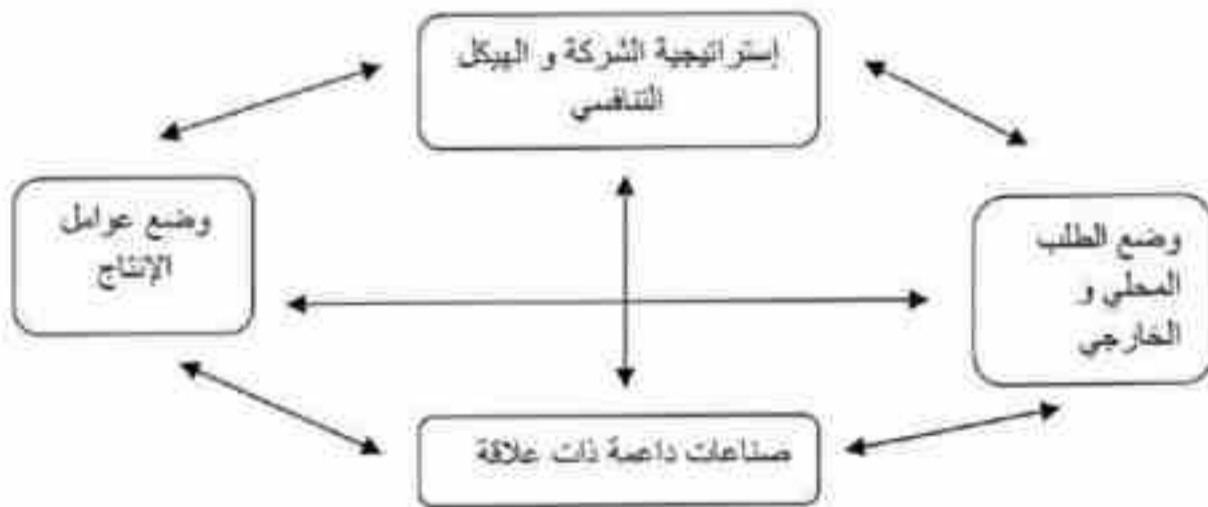 إستراتيجية الشركة و الهيكل
التنافسي
وضع عوامل
الإنتاج
وضع الطلب
المحلي و
الخارجي
صناعات داعمة ذات علاقة